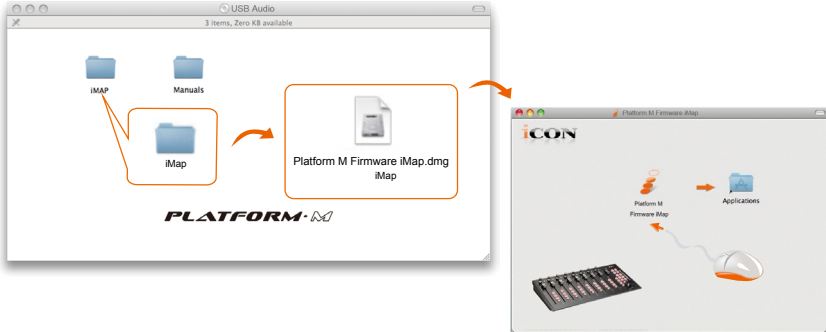 USB Audio
3 items, Zero KB available
iMAP
Manuals
iMap
Platform M Firmware iMap.dmg
iMap
PLATFORM·M
Platform M Firmware iMap
iCON
Platform M
Firmware iMap
Applications